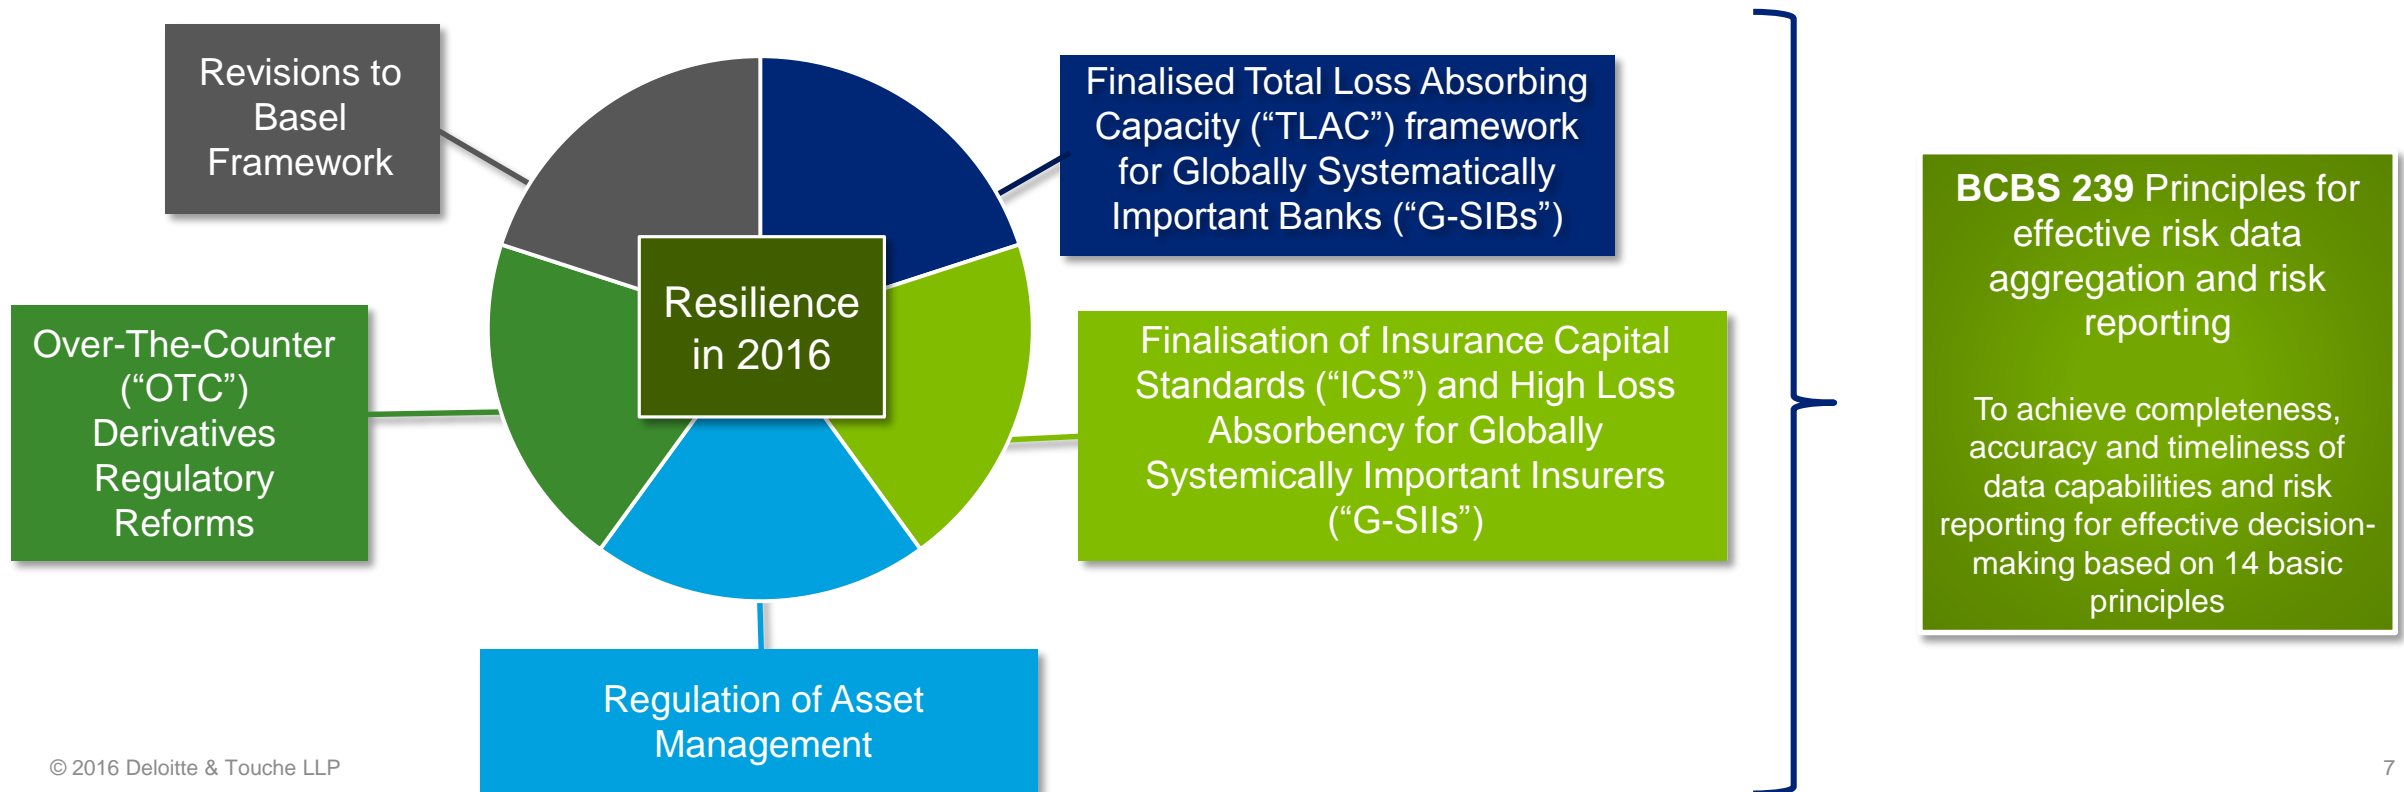 Revisions to
Basel
Framework
Finalised Total Loss Absorbing
Capacity (“TLAC”) framework
for Globally Systematically
Important Banks (“G-SIBs”)
Resilience
in 2016
Over-The-Counter
(“OTC”)
Derivatives
Regulatory
Reforms
Finalisation of Insurance Capital
Standards (“ICS”) and High Loss
Absorbency for Globally
Systemically Important Insurers
(“G-SIIs”)
Regulation of Asset
Management
BCBS 239 Principles for
effective risk data
aggregation and risk
reporting
To achieve completeness,
accuracy and timeliness of
data capabilities and risk
reporting for effective decision-
making based on 14 basic
principles
© 2016 Deloitte & Touche LLP
7